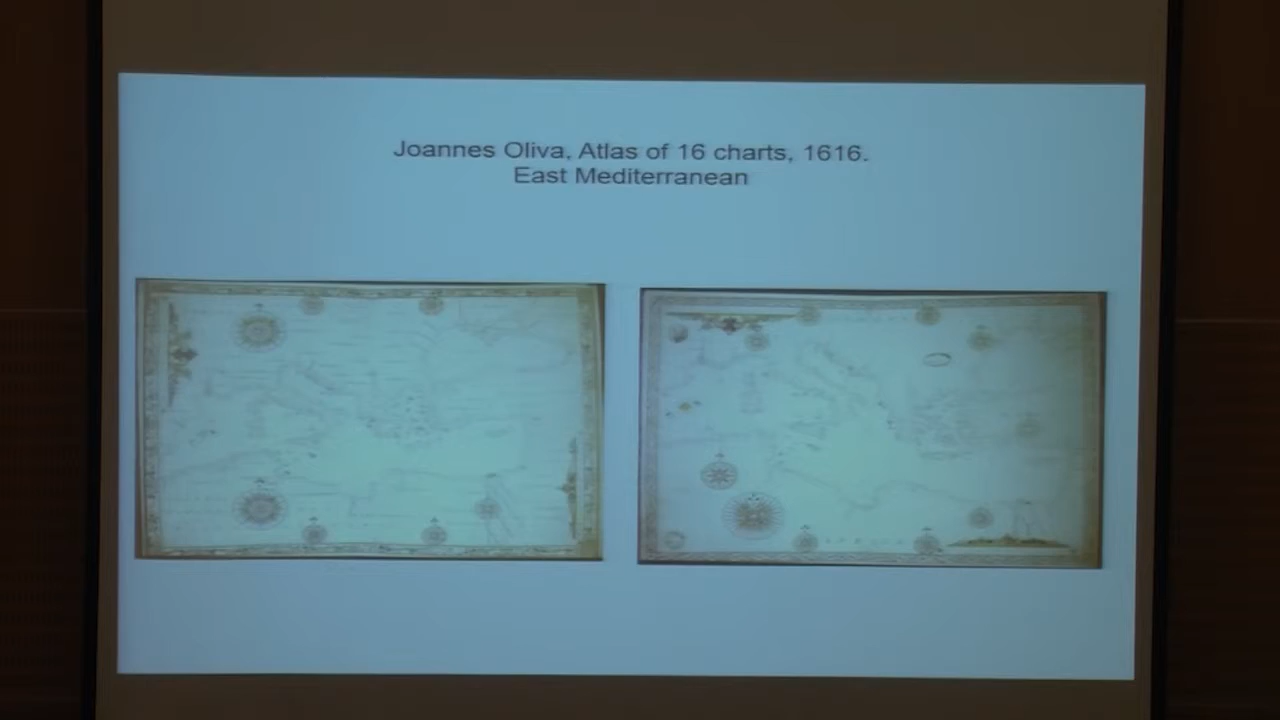 Joannes Oliva, Atlas of 16 charts, 1616.
East Mediterranean